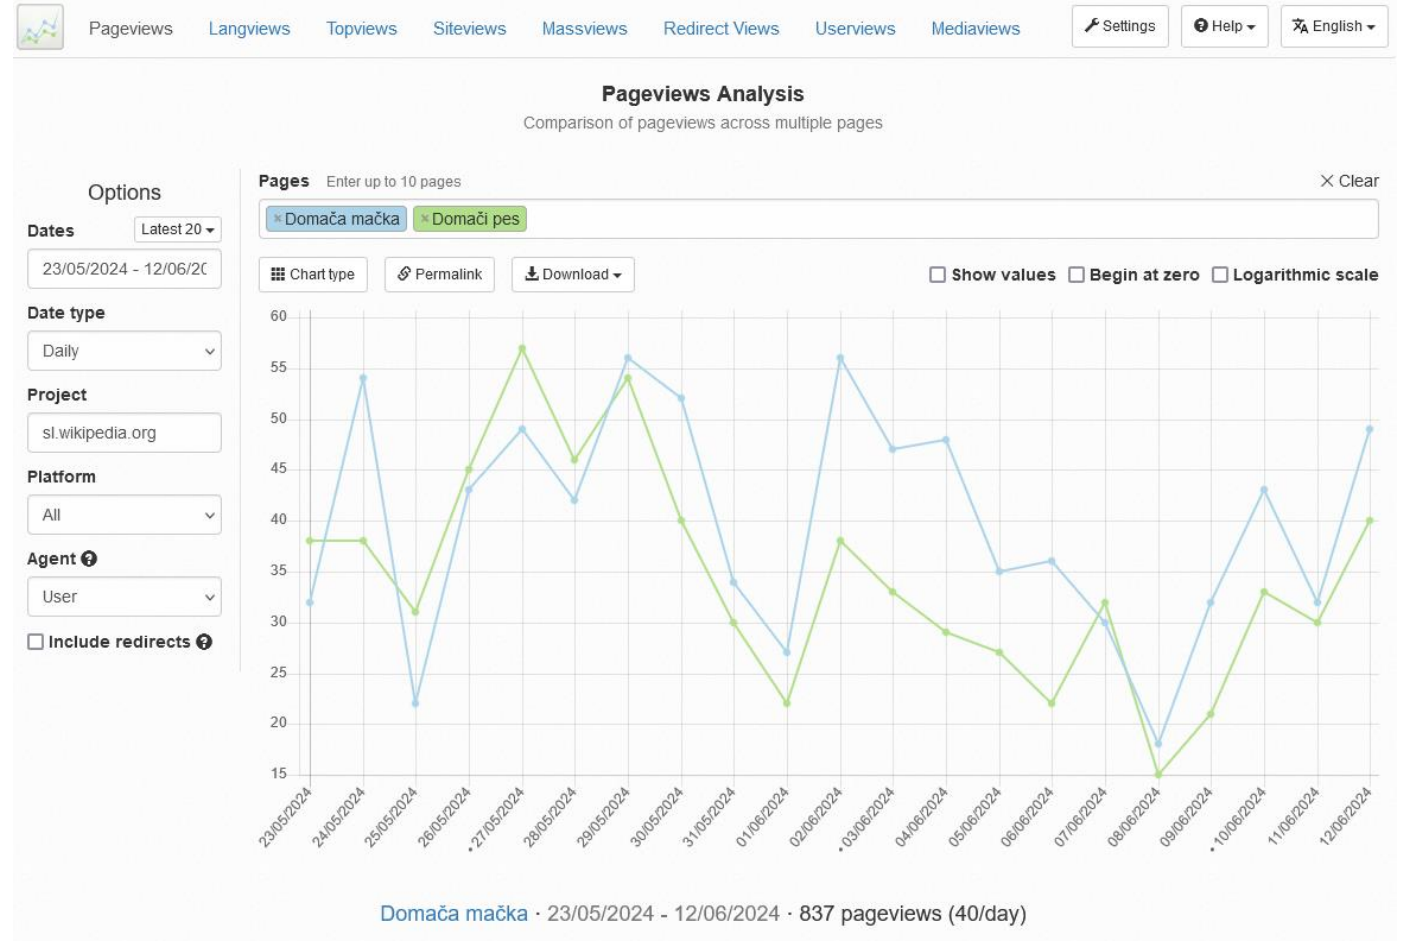 Pageviews Langviews Topviews Siteviews Massviews Redirect Views Userviews Mediaviews Settings Help English
Pageviews Analysis
Comparison of pageviews across multiple pages
Options
Dates Latest 20
23/05/2024 - 12/06/20
Date type
Daily
Project
sl.wikipedia.org
Platform
All
Agent
User
Include redirects
Pages Enter up to 10 pages × Clear
× Domača mačka × Domači pes
Chart type Permalink Download Show values Begin at zero Logarithmic scale
60
55
50
45
40
35
30
25
20
15
23/05/2024 24/05/2024 25/05/2024 26/05/2024 • 27/05/2024 28/05/2024 29/05/2024 30/05/2024 31/05/2024 01/06/2024 02/06/2024 • 03/06/2024 04/06/2024 05/06/2024 06/06/2024 07/06/2024 08/06/2024 09/06/2024 • 10/06/2024 11/06/2024 12/06/2024
Domača mačka · 23/05/2024 - 12/06/2024 · 837 pageviews (40/day)